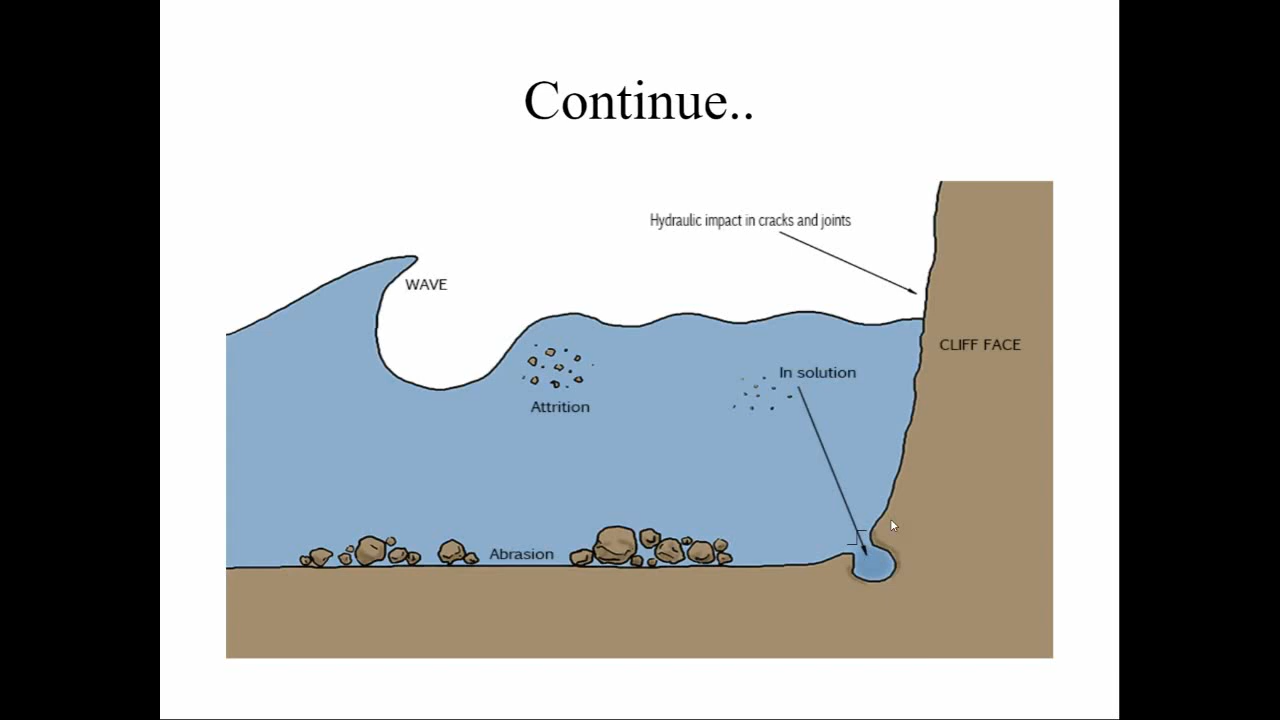 Continue..
Hydraulic impact in cracks and joints
WAVE
CLIFF FACE
In solution
Attrition
Abrasion